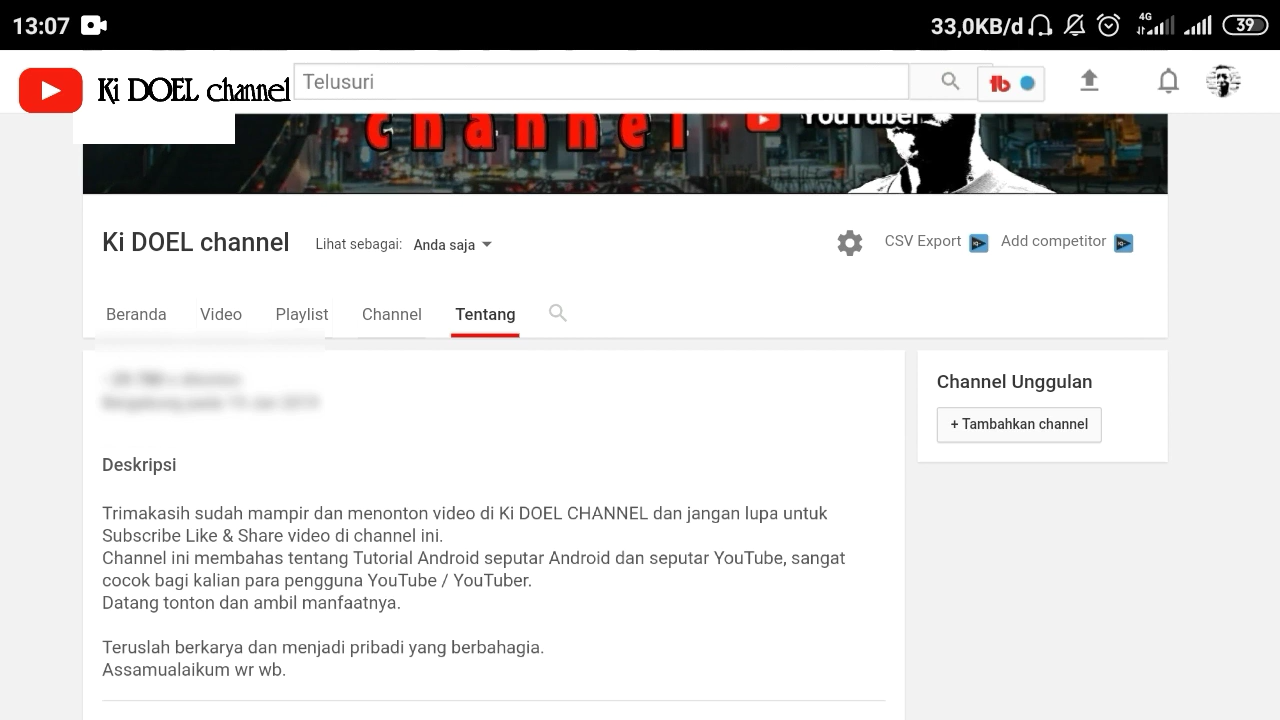 13:07
33,0KB/d
4G
39
Ki DOEL channel
Telusuri
channel
YouTuber
Ki DOEL channel
Lihat sebagai: Anda saja
CSV Export
Add competitor
Beranda Video Playlist Channel Tentang
Channel Unggulan
+ Tambahkan channel
Deskripsi
Trimakasih sudah mampir dan menonton video di Ki DOEL CHANNEL dan jangan lupa untuk
Subscribe Like & Share video di channel ini.
Channel ini membahas tentang Tutorial Android seputar Android dan seputar YouTube, sangat
cocok bagi kalian para pengguna YouTube / YouTuber.
Datang tonton dan ambil manfaatnya.
Teruslah berkarya dan menjadi pribadi yang berbahagia.
Assamualaikum wr wb.